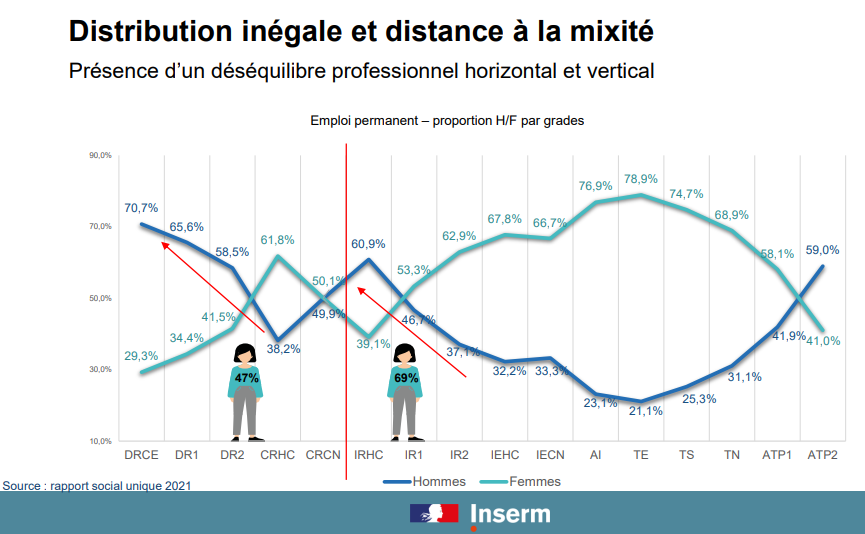 Distribution inégale et distance à la mixité
Présence d’un déséquilibre professionnel horizontal et vertical
Emploi permanent – proportion H/F par grades
90,0%
70,0%
50,0%
30,0%
10,0%
70,7% 65,6% 58,5% 38,2% 49,9% 60,9% 46,7% 37,1% 32,2% 33,3% 23,1% 21,1% 25,3% 31,1% 41,9% 59,0%
29,3% 34,4% 41,5% 61,8% 50,1% 39,1% 53,3% 62,9% 67,8% 66,7% 76,9% 78,9% 74,7% 68,9% 58,1% 41,0%
47% 69%
DRCE DR1 DR2 CRHC CRCN IRHC IR1 IR2 IEHC IECN AI TE TS TN ATP1 ATP2
Hommes Femmes
Source : rapport social unique 2021
Inserm